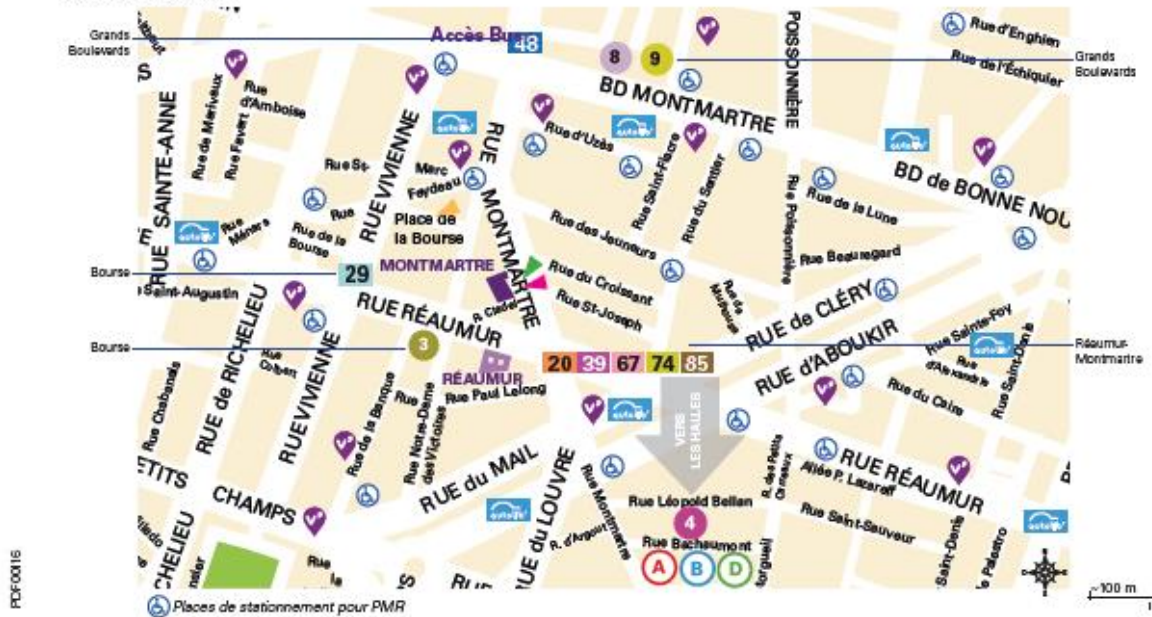 Grands
Boulevards
Accès Bus
48
8
9
Grands
Boulevards
POISSONNIÈRE
Rue d'Enghien
Rue de l'Échiquier
BD MONTMARTRE
Rue de Marivaux
Rue Favart
Rue
d'Amboise
RUE SAINTE-ANNE
RUE VIVIENNE
RUE
MONTMARTRE
Rue d'Uzès
Rue Saint-Fiacre
Rue du Sentier
Rue Poissonnière
BD de BONNE NOU
Rue de la Lune
Rue Beauregard
Rue St-
Marc
Feydeau
Rue
Place de
la Bourse
Rue
Ménars
Rue de la
Bourse
Rue des Jeuneurs
Bourse
29
MONTMARTRE
Rue du Croissant
Rue St-Joseph
Saint-Augustin
RUE RÉAUMUR
RUE de CLÉRY
RUE d'ABOUKIR
Rue Sainte-Foy
Rue
d'Alexandrie
Rue Saint-Denis
Bourse
3
RUE de RICHELIEU
RUE VIVIENNE
Rue
Colbert
Rue Chabanais
RÉAUMUR
20
39
67
74
85
Réaumur-
Montmartre
Rue de la Banque
Rue
Notre-Dame
des Victoires
Rue Paul Lelong
Rue du Caire
VERS
LES HALLES
RUE du MAIL
RUE du LOUVRE
Rue Montmartre
R. d'Argout
ETITS
CHAMPS
Rue Léopold Bellan
4
Rue Bachaumont
A
B
D
R. des Petits
Carreaux
RUE RÉAUMUR
Allée P. Lazareff
Rue Saint-Sauveur
Saint-Denis
Palestro
CHELIEU
Rue
la
PDF00116
Places de stationnement pour PMR
~100 m